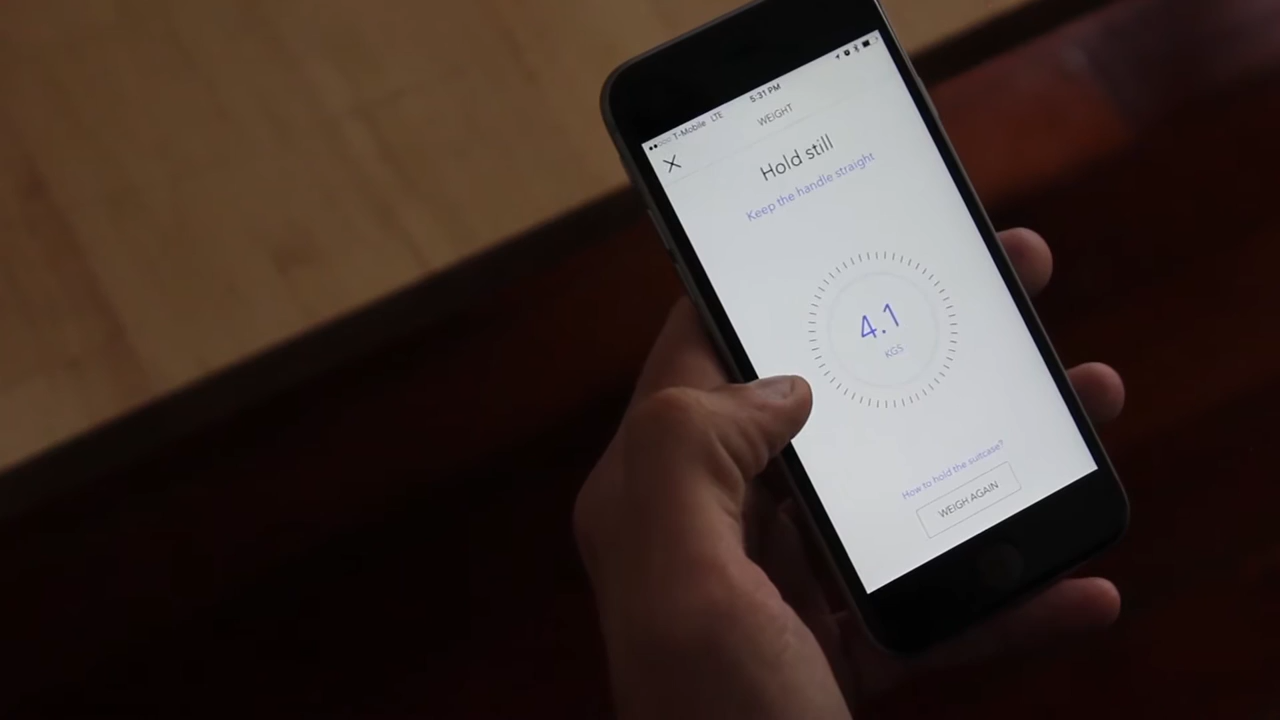 T-Mobile LTE 5:31 PM
WEIGHT
Hold still
Keep the handle straight
4.1
KGS
How to hold the suitcase?
WEIGH AGAIN